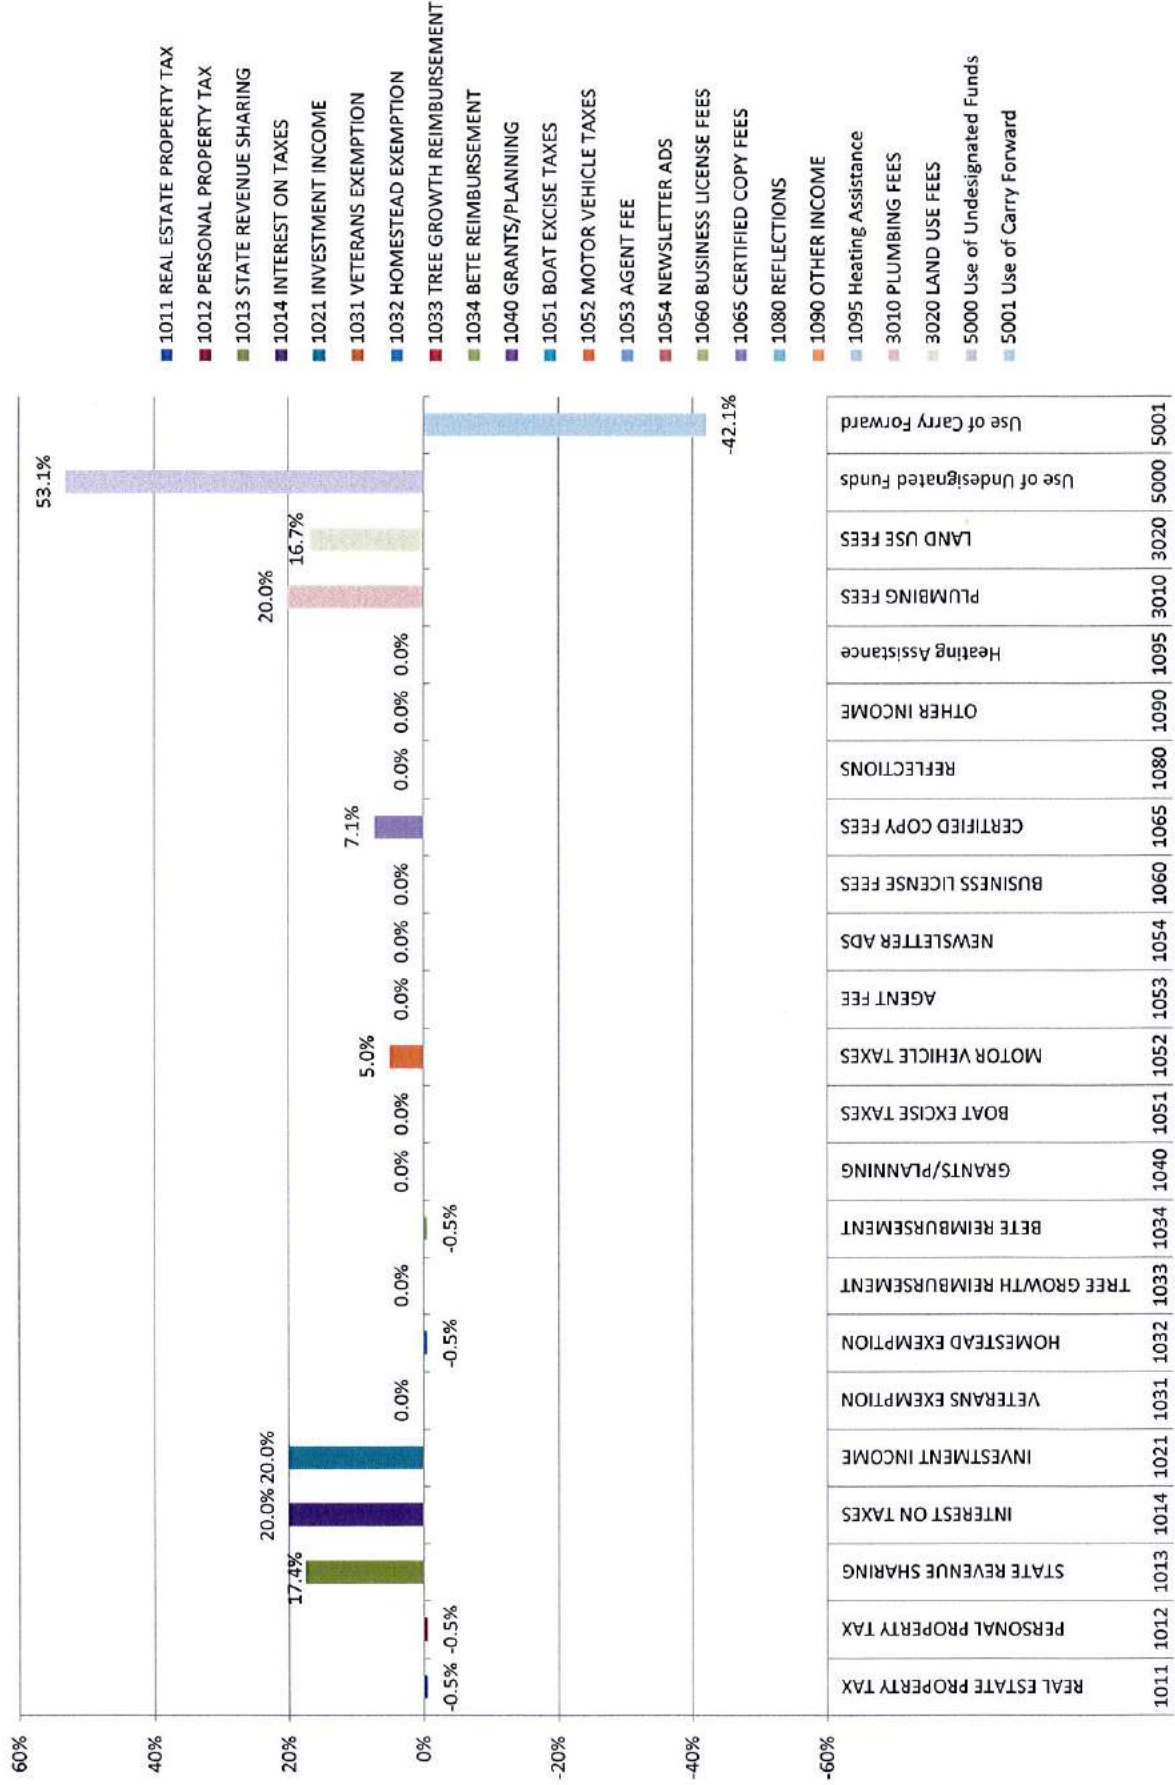 60%
40%
20%
0%
-20%
-40%
-60%
-0.5%
-0.5%
17.4%
20.0%
20.0%
0.0%
-0.5%
0.0%
-0.5%
0.0%
0.0%
5.0%
0.0%
0.0%
0.0%
7.1%
0.0%
0.0%
0.0%
20.0%
16.7%
53.1%
-42.1%
REAL ESTATE PROPERTY TAX
PERSONAL PROPERTY TAX
STATE REVENUE SHARING
INTEREST ON TAXES
INVESTMENT INCOME
VETERANS EXEMPTION
HOMESTEAD EXEMPTION
TREE GROWTH REIMBURSEMENT
BETE REIMBURSEMENT
GRANTS/PLANNING
BOAT EXCISE TAXES
MOTOR VEHICLE TAXES
AGENT FEE
NEWSLETTER ADS
BUSINESS LICENSE FEES
CERTIFIED COPY FEES
REFLECTIONS
OTHER INCOME
Heating Assistance
PLUMBING FEES
LAND USE FEES
Use of Undesignated Funds
Use of Carry Forward
1011
1012
1013
1014
1021
1031
1032
1033
1034
1040
1051
1052
1053
1054
1060
1065
1080
1090
1095
3010
3020
5000
5001
1011 REAL ESTATE PROPERTY TAX
1012 PERSONAL PROPERTY TAX
1013 STATE REVENUE SHARING
1014 INTEREST ON TAXES
1021 INVESTMENT INCOME
1031 VETERANS EXEMPTION
1032 HOMESTEAD EXEMPTION
1033 TREE GROWTH REIMBURSEMENT
1034 BETE REIMBURSEMENT
1040 GRANTS/PLANNING
1051 BOAT EXCISE TAXES
1052 MOTOR VEHICLE TAXES
1053 AGENT FEE
1054 NEWSLETTER ADS
1060 BUSINESS LICENSE FEES
1065 CERTIFIED COPY FEES
1080 REFLECTIONS
1090 OTHER INCOME
1095 Heating Assistance
3010 PLUMBING FEES
3020 LAND USE FEES
5000 Use of Undesignated Funds
5001 Use of Carry Forward